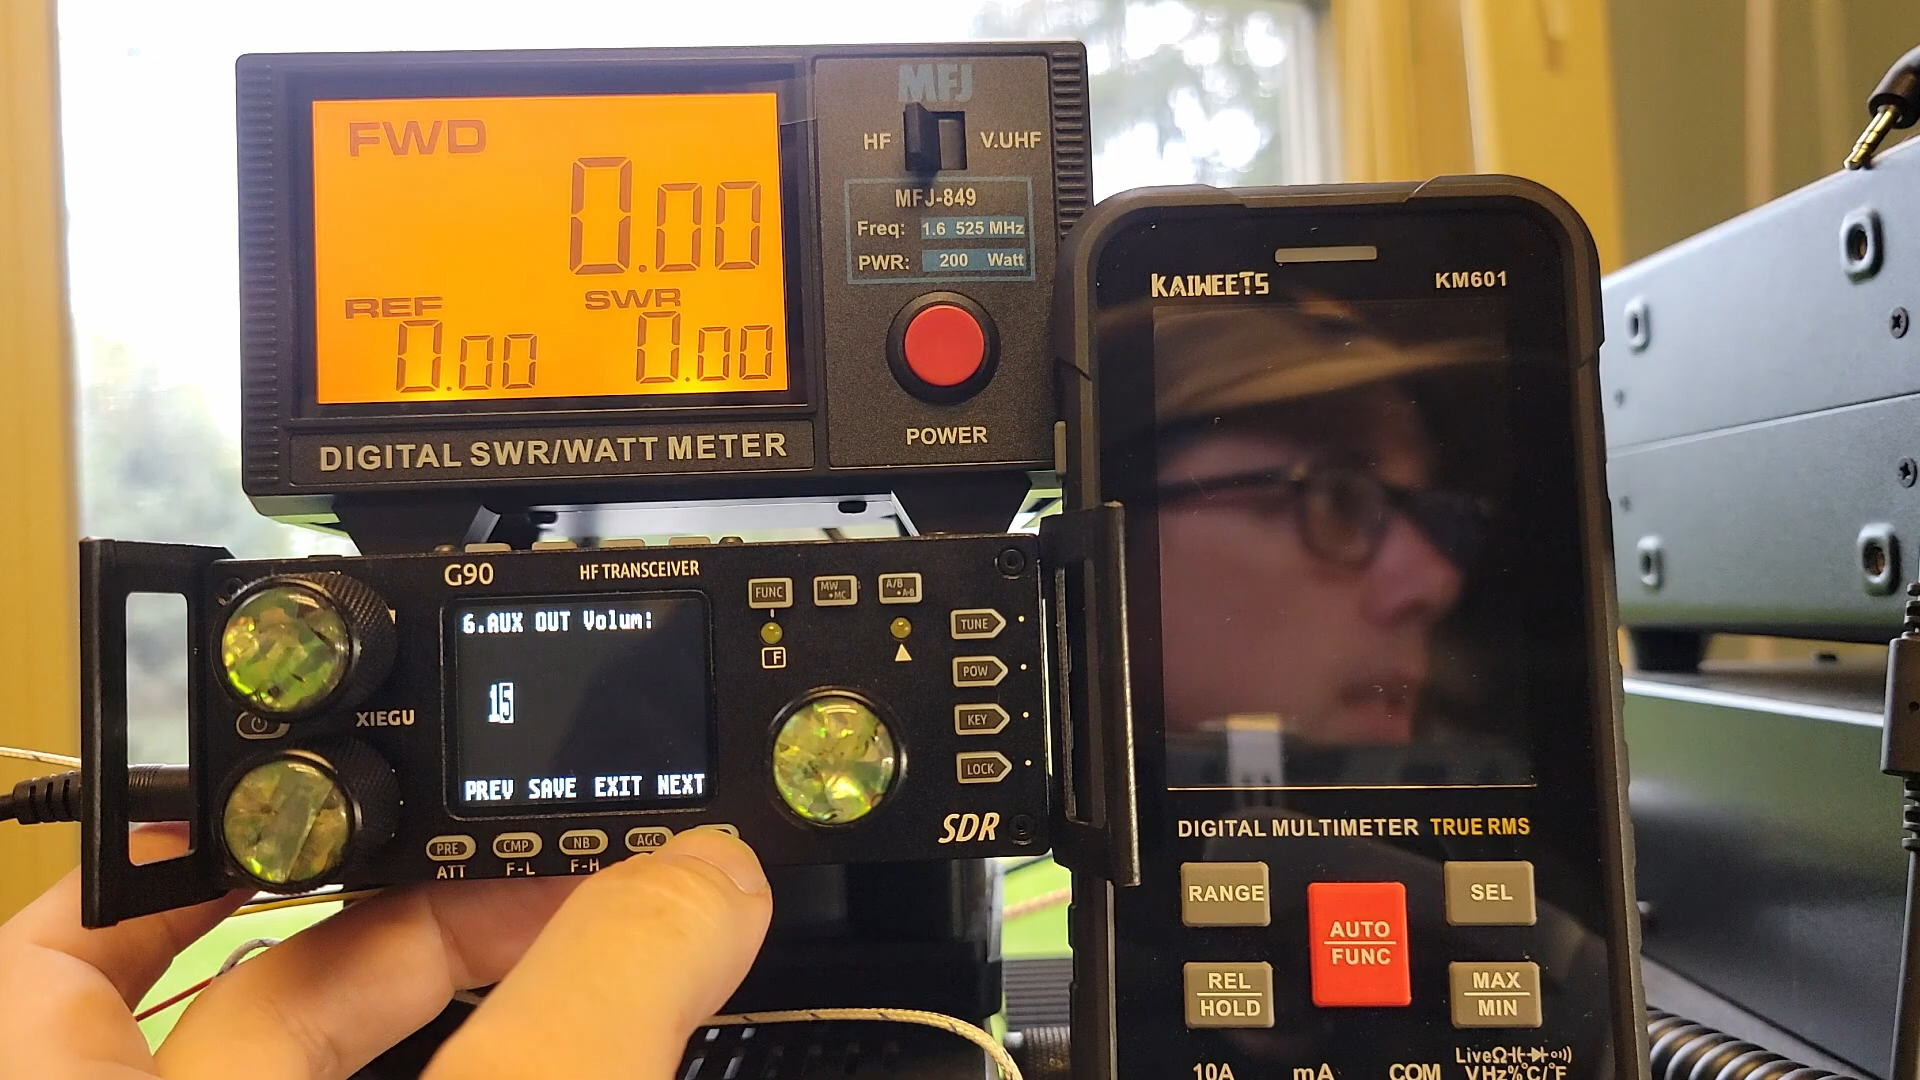 FWD
0.00
REF
0.00
SWR
0.00
DIGITAL SWR/WATT METER
MFJ
HF
V.UHF
MFJ-849
Freq: 1.6 525 MHz
PWR: 200 Watt
POWER
KAIWEETS
KM601
DIGITAL MULTIMETER TRUE RMS
RANGE
SEL
AUTO
FUNC
REL
HOLD
MAX
MIN
10A
mA
COM
Live
VHz%°C/°F
G90
HF TRANSCEIVER
6.AUX OUT Volum:
15
PREV SAVE EXIT NEXT
XIEGU
FUNC
MW
MC
A/B
F
TUNE
POW
KEY
LOCK
SDR
PRE
CMP
NB
AGC
ATT
F-L
F-H